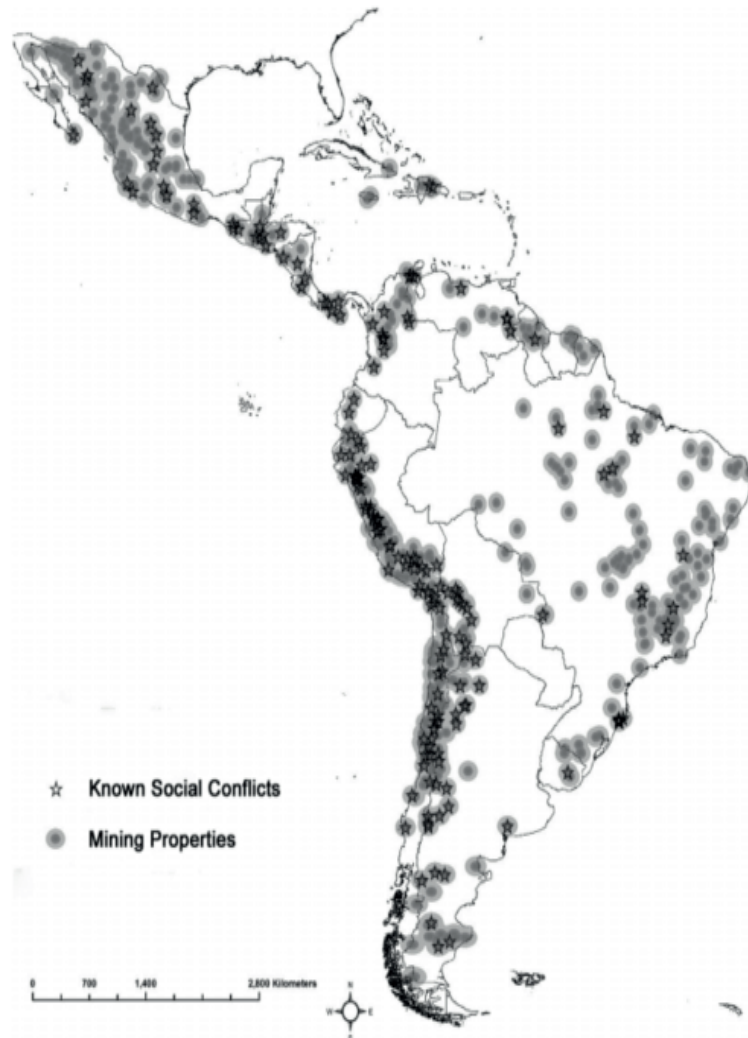 Known Social Conflicts
Mining Properties
0 700 1,400 2,800 Kilometers
N
W E
S